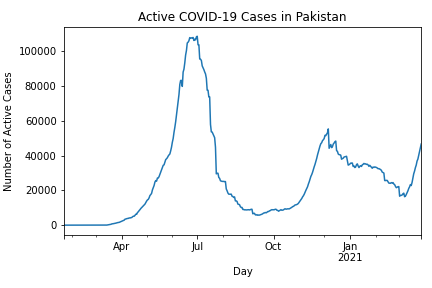 Active COVID-19 Cases in Pakistan
Number of Active Cases
100000
80000
60000
40000
20000
0
Apr
Jul
Oct
Jan
2021
Day